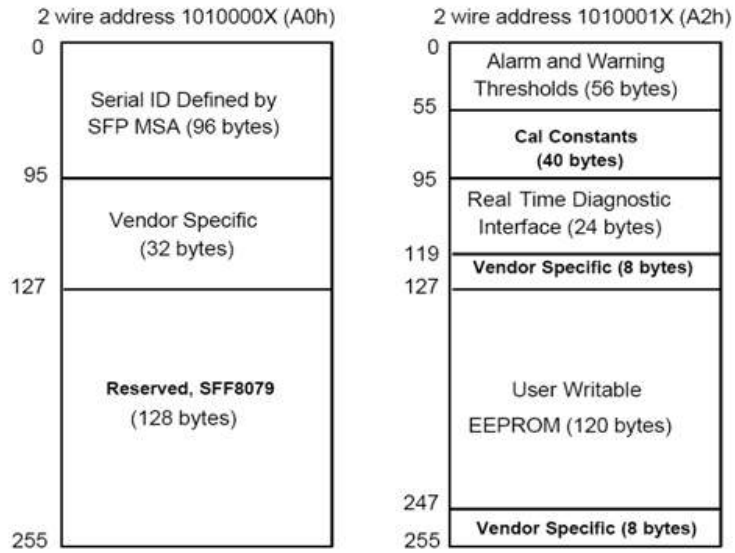 2 wire address 1010000X (A0h)
0
Serial ID Defined by
SFP MSA (96 bytes)
95
Vendor Specific
(32 bytes)
127
Reserved, SFF8079
(128 bytes)
255
2 wire address 1010001X (A2h)
0
Alarm and Warning
Thresholds (56 bytes)
55
Cal Constants
(40 bytes)
95
Real Time Diagnostic
Interface (24 bytes)
119
Vendor Specific (8 bytes)
127
User Writable
EEPROM (120 bytes)
247
Vendor Specific (8 bytes)
255